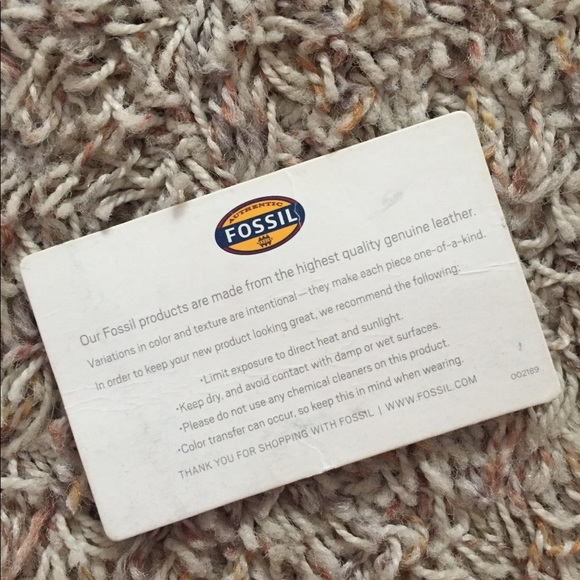 AUTHENTIC
FOSSIL
Our Fossil products are made from the highest quality genuine leather.
Variations in color and texture are intentional—they make each piece one-of-a-kind.
In order to keep your new product looking great, we recommend the following:
•Limit exposure to direct heat and sunlight.
•Keep dry, and avoid contact with damp or wet surfaces.
•Please do not use any chemical cleaners on this product.
•Color transfer can occur, so keep this in mind when wearing.
THANK YOU FOR SHOPPING WITH FOSSIL | WWW.FOSSIL.COM
002189